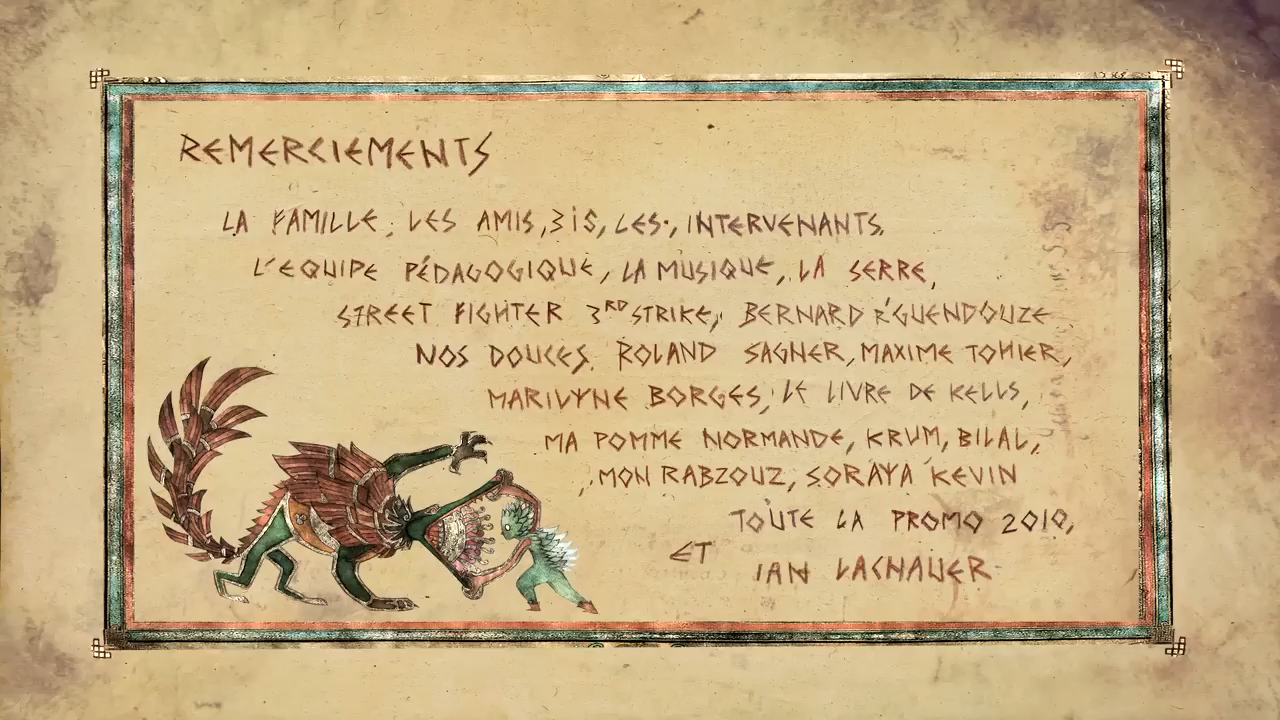 REMERCIEMENTS
LA FAMILLE, LES AMIS, 3iS, LES, INTERVENANTS,
L'EQUIPE PÉDAGOGIQUE, LA MUSIQUE, LA SERRE,
STREET FIGHTER 3RD STRIKE, BERNARD R'GUENDOUZE
NOS DOUCES, ROLAND SAGNER, MAXIME TOHIER,
MARILYNE BORGES, LE LIVRE DE KELLS,
MA POMME NORMANDE, KRUM, BILAL,
MON RABZOUZ, SORAYA KEVIN
TOUTE LA PROMO 2010,
ET IAN LACHAUER